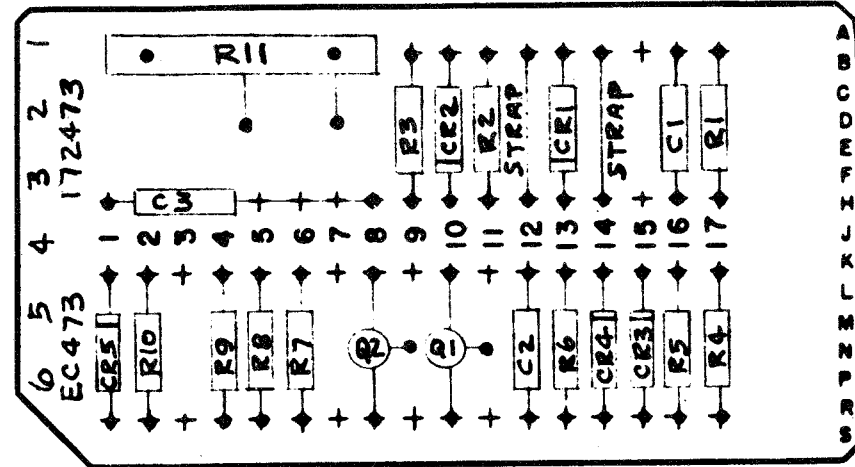 1 2 3 4 5 6
172473
EC473
R11
R3
CR2
R2
STRAP
CR1
STRAP
C1
R1
C3
1 2 3 4 5 6 7 8 9 10 11 12 13 14 15 16 17
CR5
R10
R9
R8
R7
Q2
Q1
C2
R6
CR4
CR3
R5
R4
A
B
C
D
E
F
H
J
K
L
M
N
P
R
S